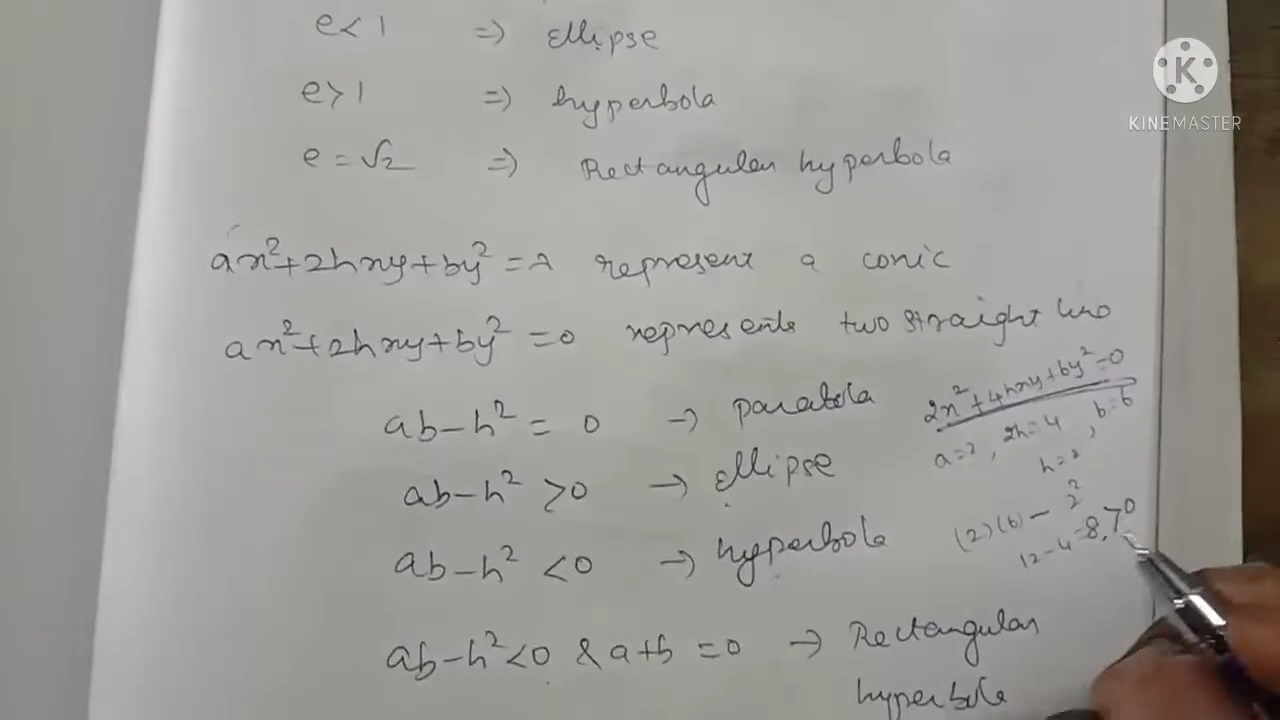 e < 1 => Ellipse
e > 1 => hyperbola
e = √2 => Rectangular hyperbola
ax²+2hxy+by² = λ represent a conic
ax²+2hxy+by² = 0 represents two straight line
ab-h² = 0 → parabola
ab-h² > 0 → Ellipse
ab-h² < 0 → hyperbola
ab-h² < 0 & a+b = 0 → Rectangular
hyperbola
2x²+4hxy+6y²=0
a=2, 2h=4, b=6
h=2
(2)(6) - 2²
12-4=8>0
K
KINEMASTER